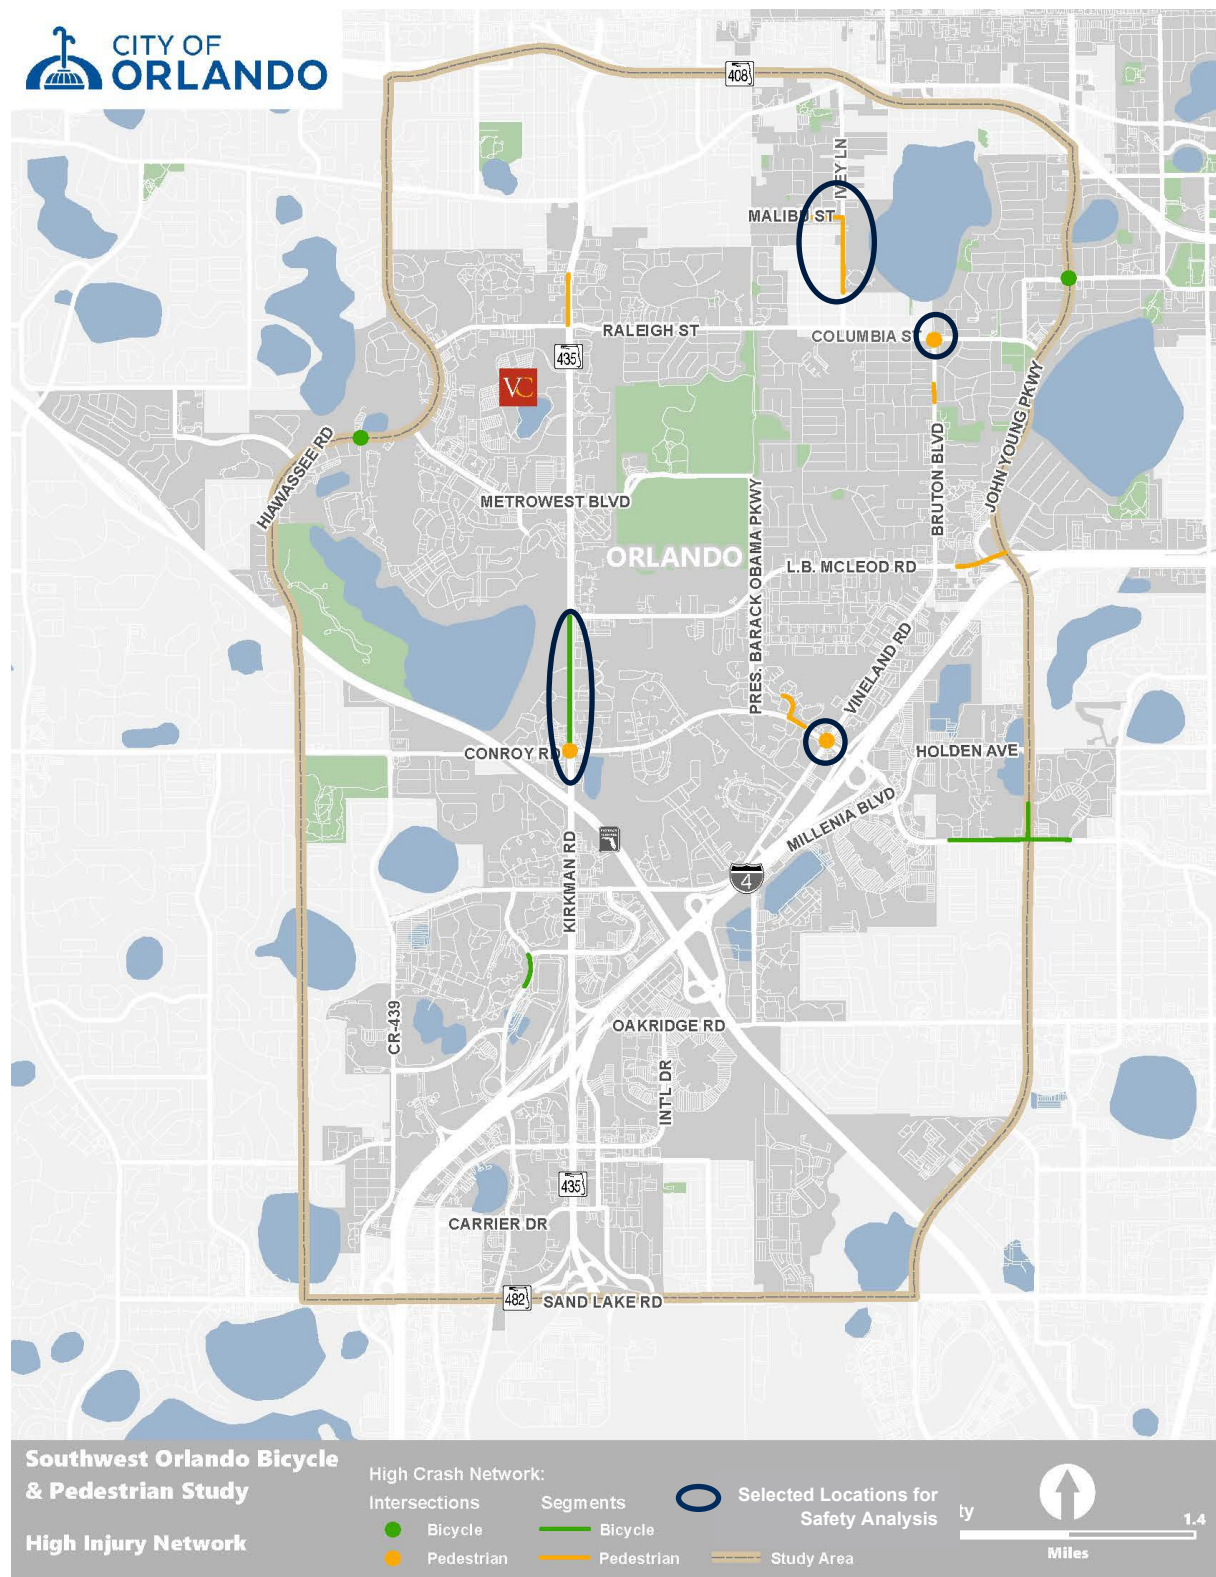 CITY OF
ORLANDO
408
IVEY LN
MALIBU ST
RALEIGH ST
COLUMBIA ST
435
VC
JOHN YOUNG PKWY
HIAWASSEE RD
METROWEST BLVD
BRUTON BLVD
PRES. BARACK OBAMA PKWY
ORLANDO
L.B. MCLEOD RD
VINELAND RD
CONROY RD
HOLDEN AVE
MILLENIA BLVD
KIRKMAN RD
4
CR-439
OAKRIDGE RD
INT'L DR
435
CARRIER DR
482
SAND LAKE RD
Southwest Orlando Bicycle
& Pedestrian Study
High Injury Network
High Crash Network:
Intersections
Segments
Bicycle
Bicycle
Pedestrian
Pedestrian
Selected Locations for
Safety Analysis
Study Area
ty
1.4
Miles